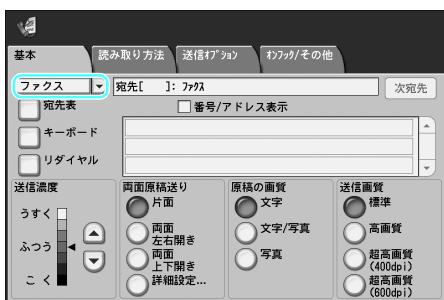 基本
読み取り方法
送信ｵﾌﾟｼｮﾝ
ｵﾝﾌｯｸ/その他
ファクス
宛先[　　]: ﾌｧｸｽ
次宛先
宛先表
番号/アドレス表示
キーボード
リダイヤル
送信濃度
うすく
ふつう
こく
両面原稿送り
片面
両面
左右開き
両面
上下開き
詳細設定...
原稿の画質
文字
文字/写真
写真
送信画質
標準
高画質
超高画質
(400dpi)
超高画質
(600dpi)